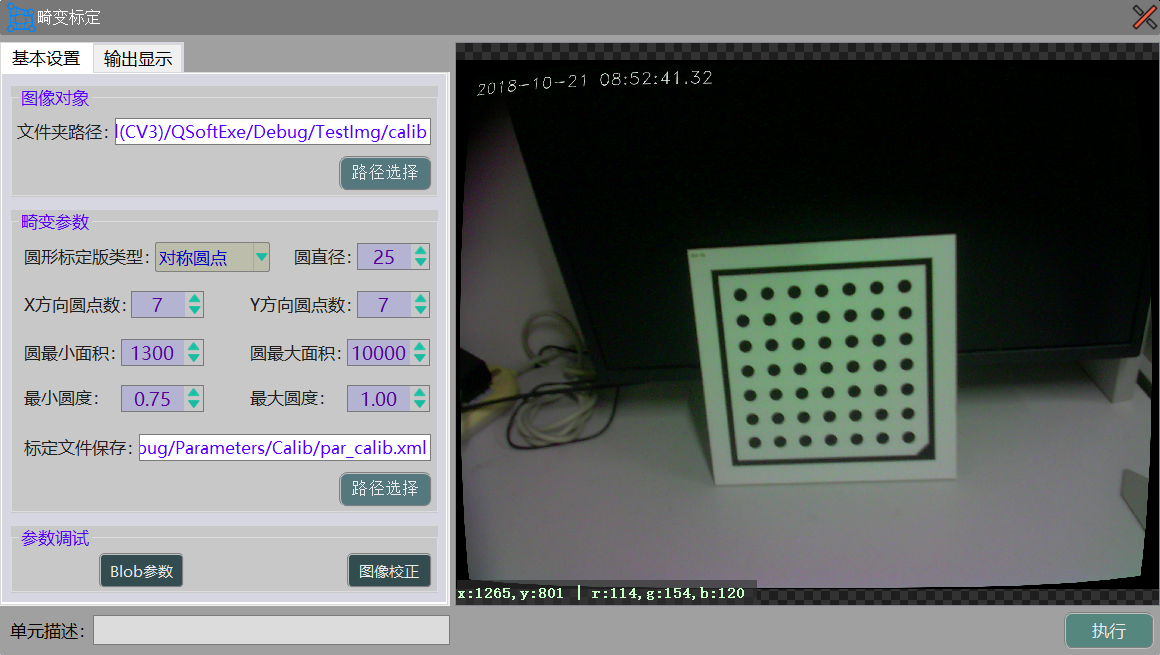 畸变标定
基本设置 输出显示
图像对象
文件夹路径: l(CV3)/QSoftExe/Debug/TestImg/calib
路径选择
畸变参数
圆形标定版类型: 对称圆点 圆直径: 25
X方向圆点数: 7 Y方向圆点数: 7
圆最小面积: 1300 圆最大面积: 10000
最小圆度: 0.75 最大圆度: 1.00
标定文件保存: bug/Parameters/Calib/par_calib.xml
路径选择
参数调试
Blob参数 图像校正
单元描述:
2018-10-21 08:52:41.32
x:1265,y:801 | r:114,g:154,b:120
执行